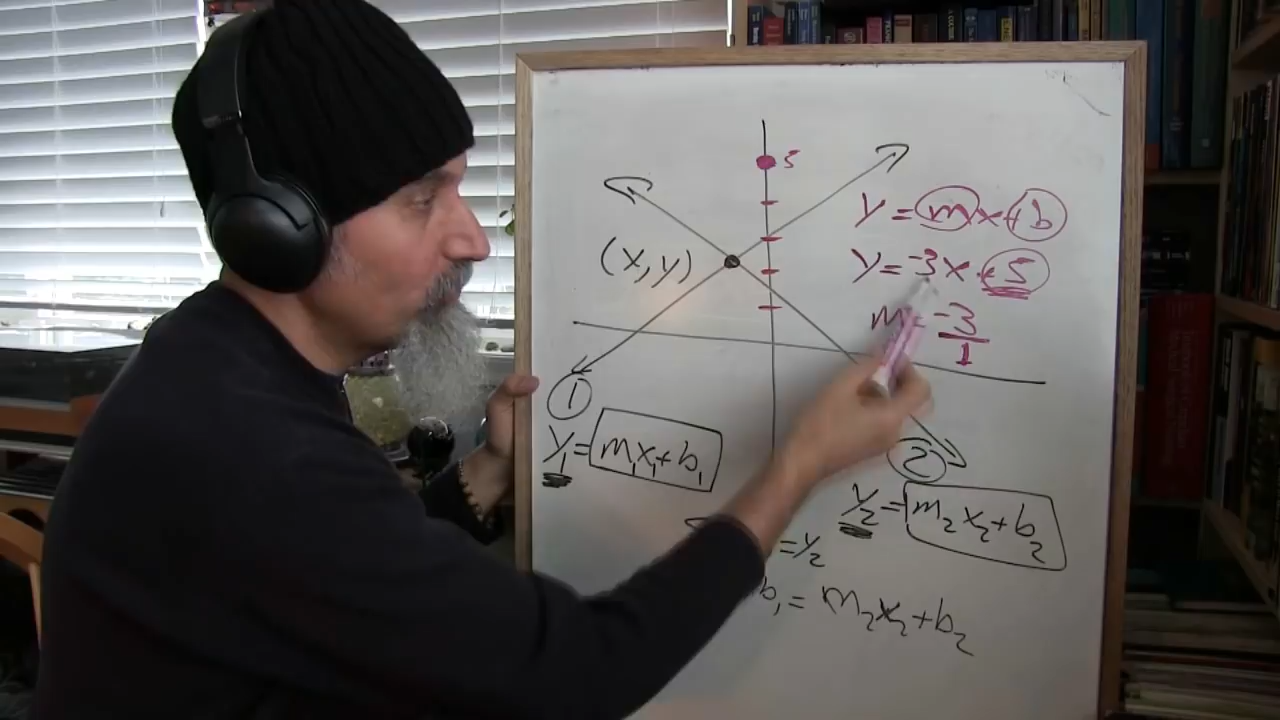 5
y = mx+b
(x,y)
y=-3x+5
m=-3/1
1
y₁=m₁x₁+b₁
2
y₂=m₂x₂+b₂
=y₂
b₁=m₂x₂+b₂